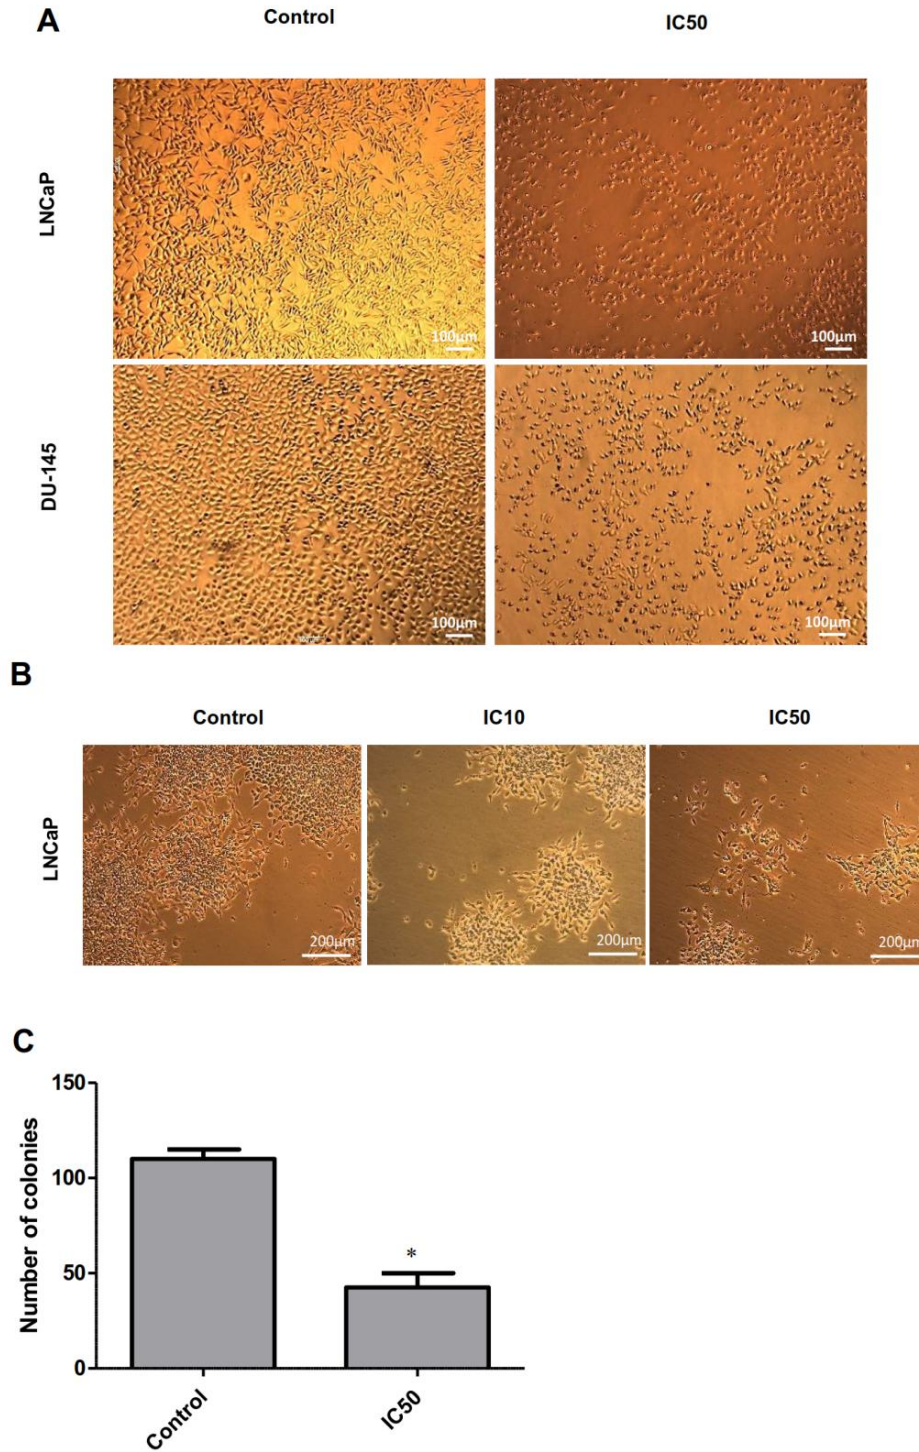 A
Control
IC50
LNCaP
100µm
100µm
DU-145
100µm
100µm
B
Control
IC10
IC50
LNCaP
200µm
200µm
200µm
C
Number of colonies
150
100
50
0
*
Control
IC50